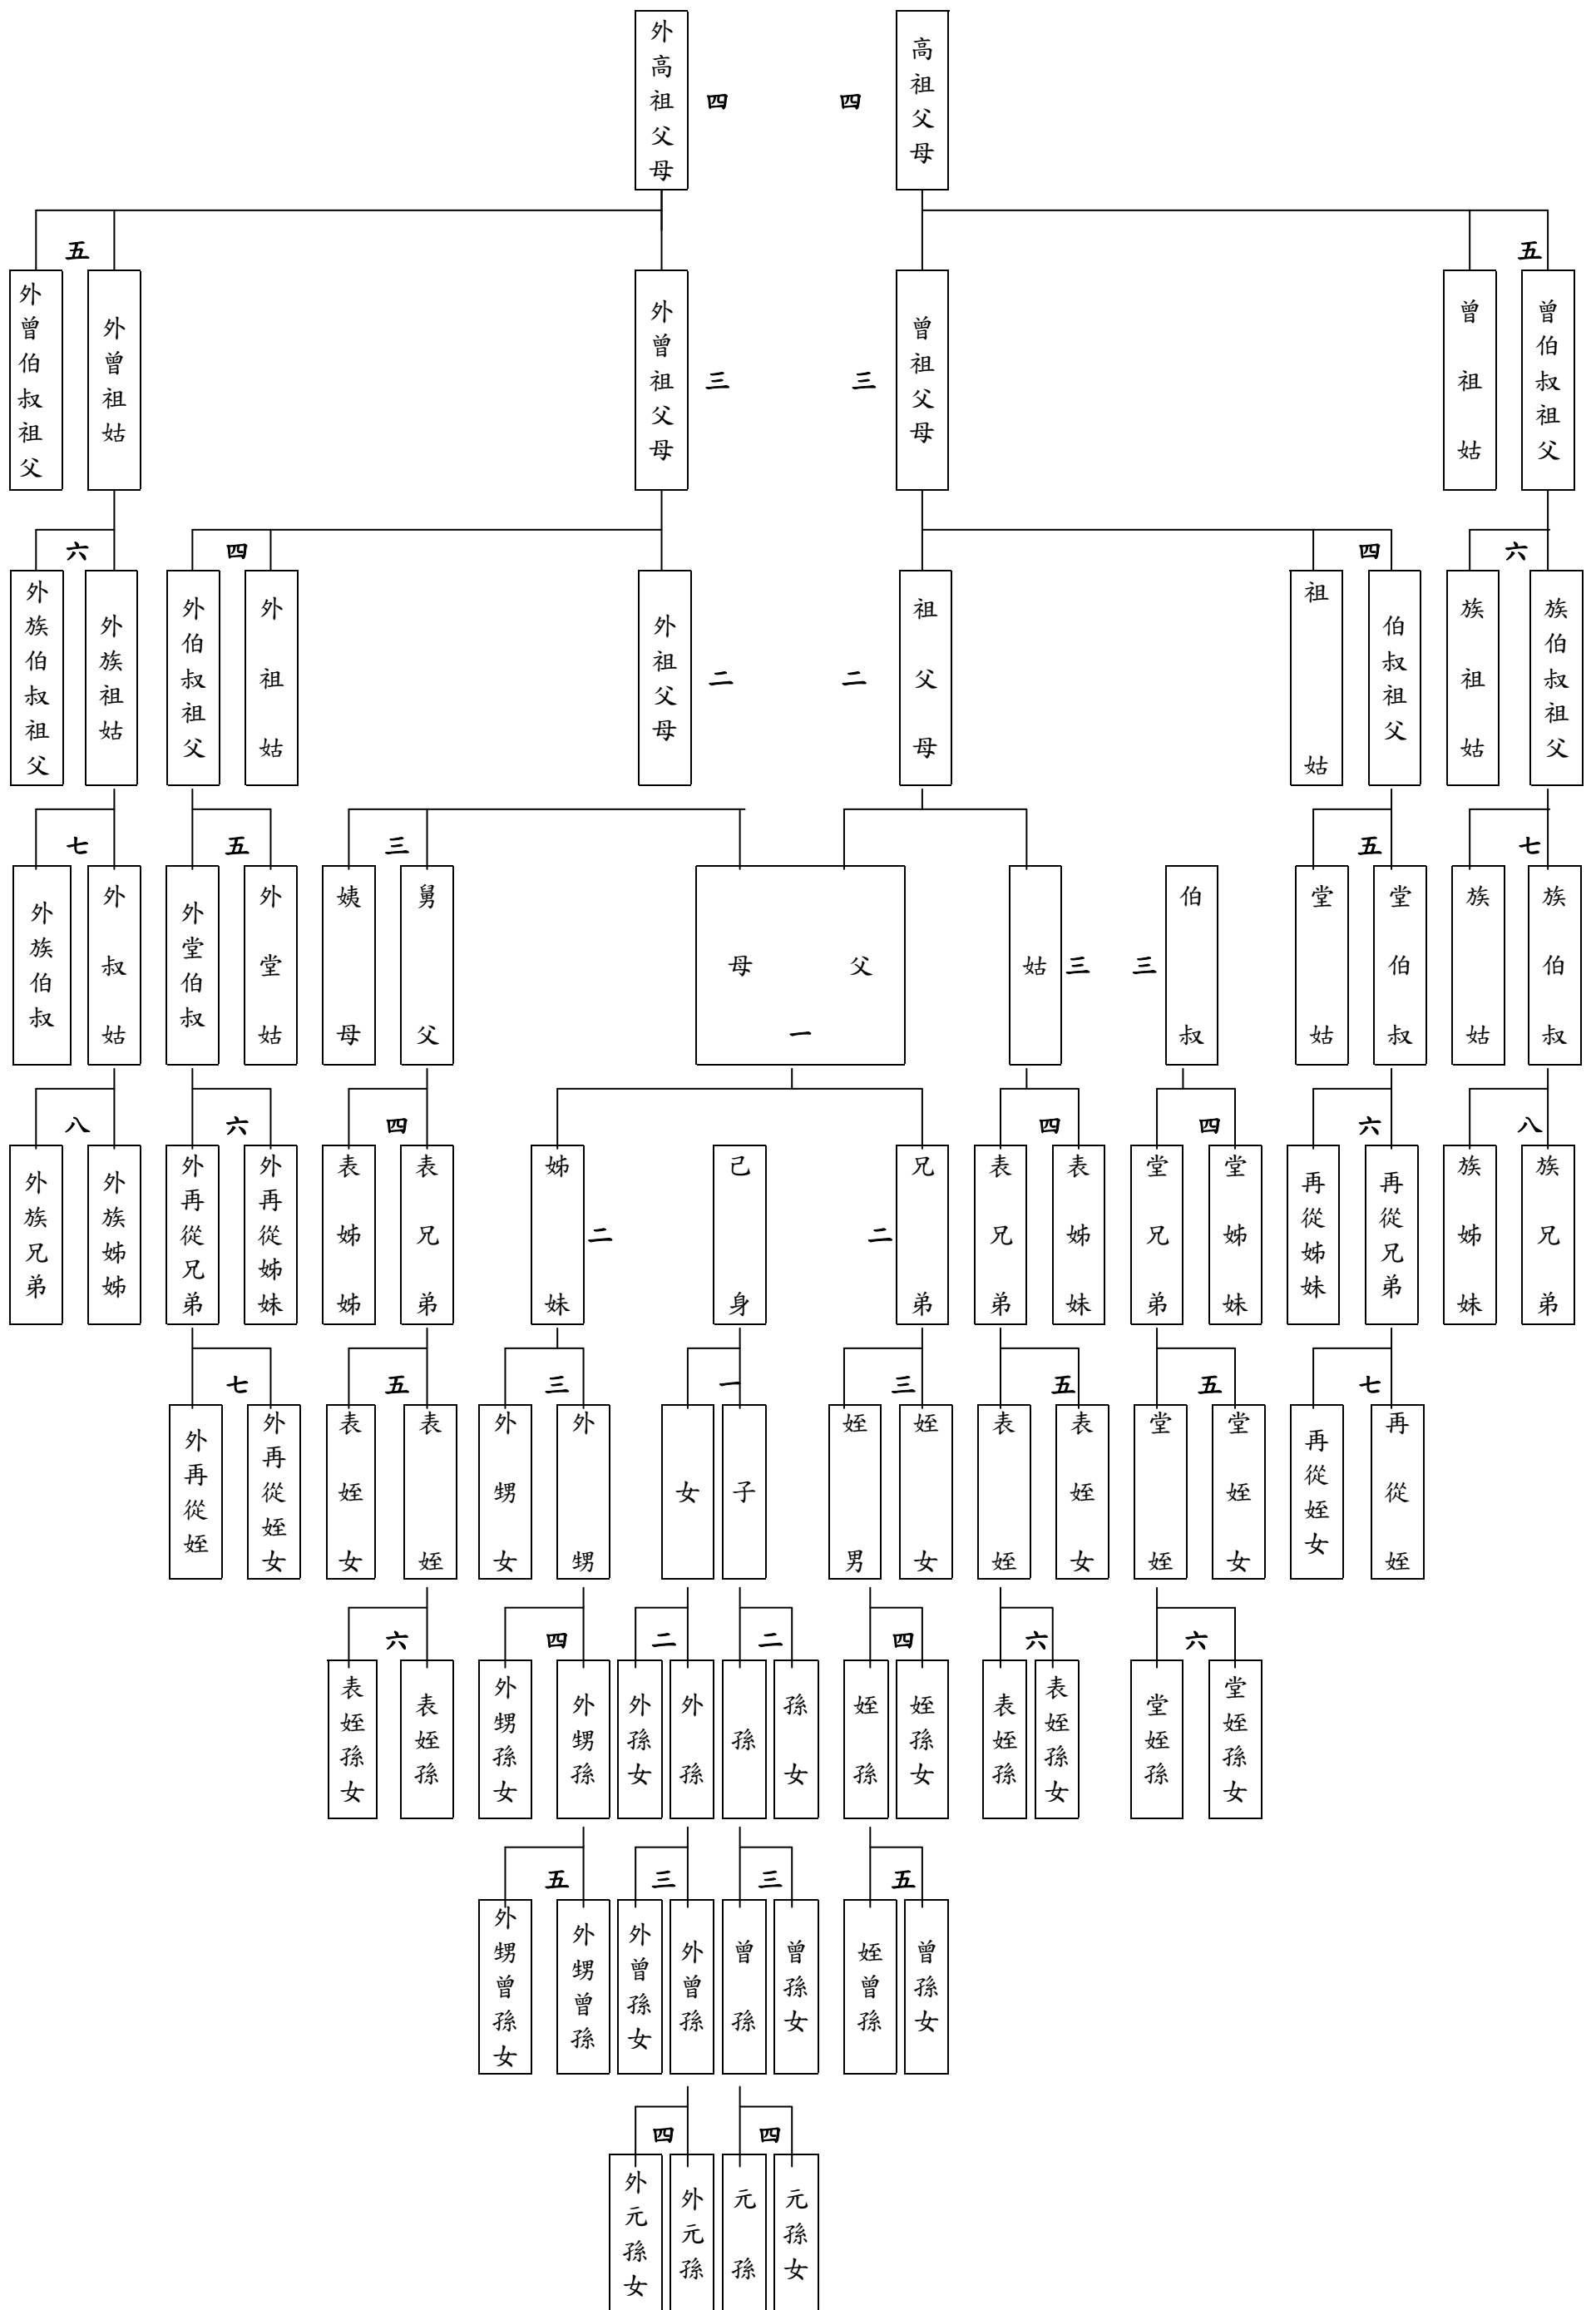 外高祖父母
四
四
高祖父母
五
五
外曾伯叔祖父
外曾祖姑
外曾祖父母
三
三
曾祖父母
曾祖姑
曾伯叔祖父
六
四
四
六
外族伯叔祖父
外族祖姑
外伯叔祖父
外祖姑
外祖父母
二
二
祖父母
祖姑
伯叔祖父
族祖姑
族伯叔祖父
七
五
三
五
七
外族伯叔
外叔姑
外堂伯叔
外堂姑
姨母
舅父
母
父
一
姑
三
三
伯叔
堂姑
堂伯叔
族姑
族伯叔
八
六
四
四
四
六
八
外族兄弟
外族姊姊
外再從兄弟
外再從姊妹
表姊姊
表兄弟
姊妹
二
己身
二
兄弟
表兄弟
表姊妹
堂兄弟
堂姊妹
再從姊妹
再從兄弟
族姊妹
族兄弟
七
五
三
一
三
五
五
七
外再從姪
外再從姪女
表姪女
表姪
外甥女
外甥
女
子
姪男
姪女
表姪
表姪女
堂姪
堂姪女
再從姪女
再從姪
六
四
二
二
四
六
六
表姪孫女
表姪孫
外甥孫女
外甥孫
外孫女
外孫
孫
孫女
姪孫
姪孫女
表姪孫
表姪孫女
堂姪孫
堂姪孫女
五
三
三
五
外甥曾孫女
外甥曾孫
外曾孫女
外曾孫
曾孫
曾孫女
姪曾孫
曾孫女
四
四
外元孫女
外元孫
元孫
元孫女